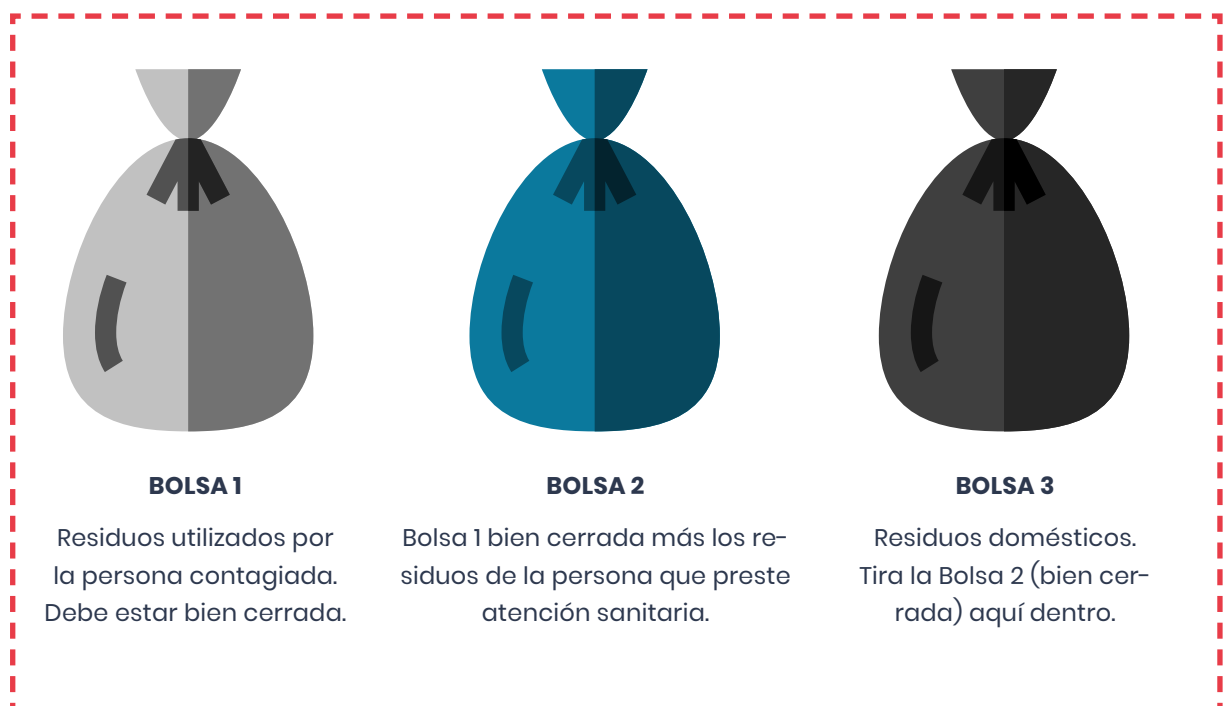 BOLSA 1
Residuos utilizados por
la persona contagiada.
Debe estar bien cerrada.
BOLSA 2
Bolsa 1 bien cerrada más los re-
siduos de la persona que preste
atención sanitaria.
BOLSA 3
Residuos domésticos.
Tira la Bolsa 2 (bien cer-
rada) aquí dentro.